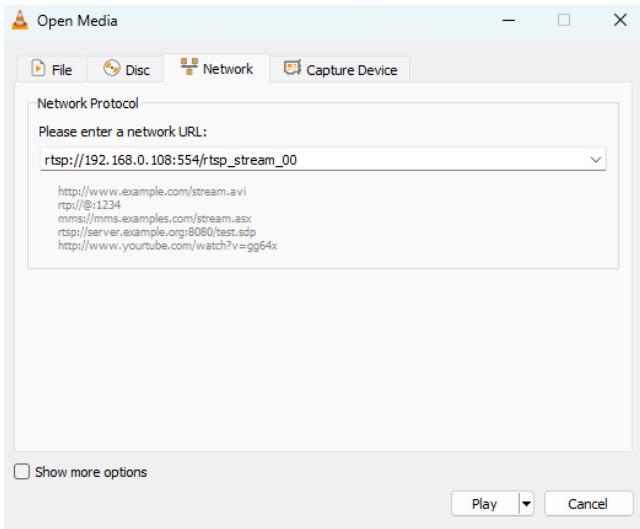 Open Media
File Disc Network Capture Device
Network Protocol
Please enter a network URL:
rtsp://192.168.0.108:554/rtsp_stream_00
http://www.example.com/stream.avi
rtp://@:1234
mms://mms.examples.com/stream.asx
rtsp://server.example.org:8080/test.sdp
http://www.yourtube.com/watch?v=gg64x
Show more options
Play Cancel